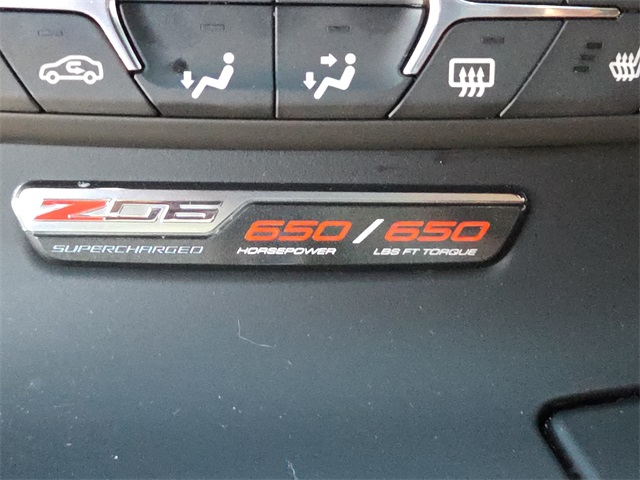 Z06
SUPERCHARGED
650 / 650
HORSEPOWER LBS FT TORQUE